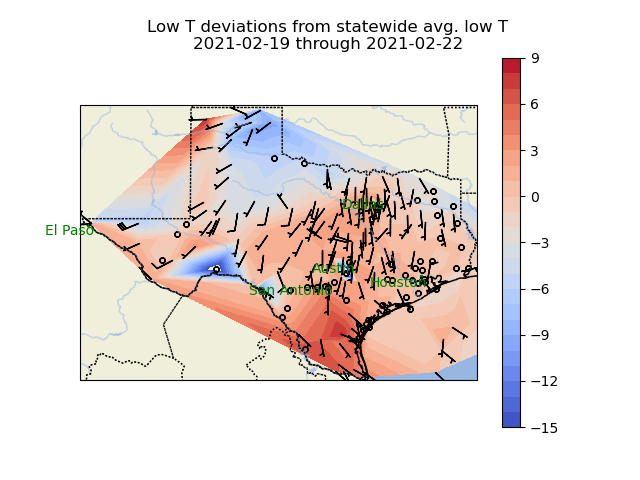 Low T deviations from statewide avg. low T
2021-02-19 through 2021-02-22
9
6
3
0
−3
−6
−9
−12
−15
Dallas
El Paso
Austin
San Antonio
Houston